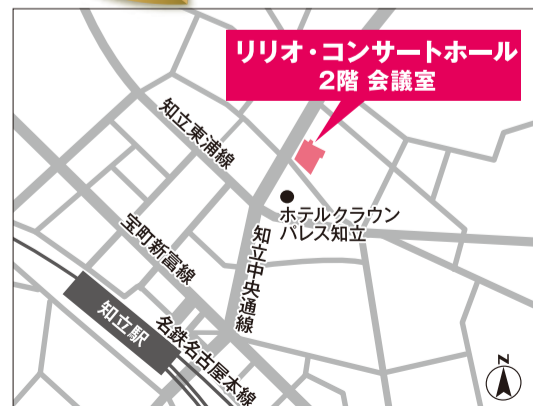 リリオ・コンサートホール
2階 会議室
知立東浦線
ホテルクラウン
パレス知立
宝町新富線
知立中央通線
知立駅
名鉄名古屋本線
N